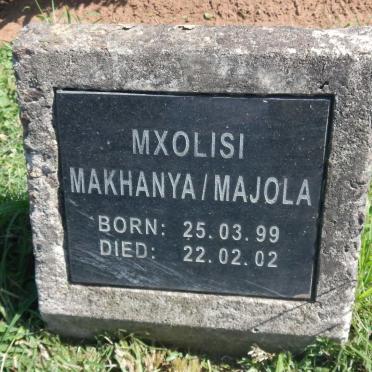 MXOLISI
MAKHANYA/MAJOLA
BORN: 25.03.99
DIED: 22.02.02